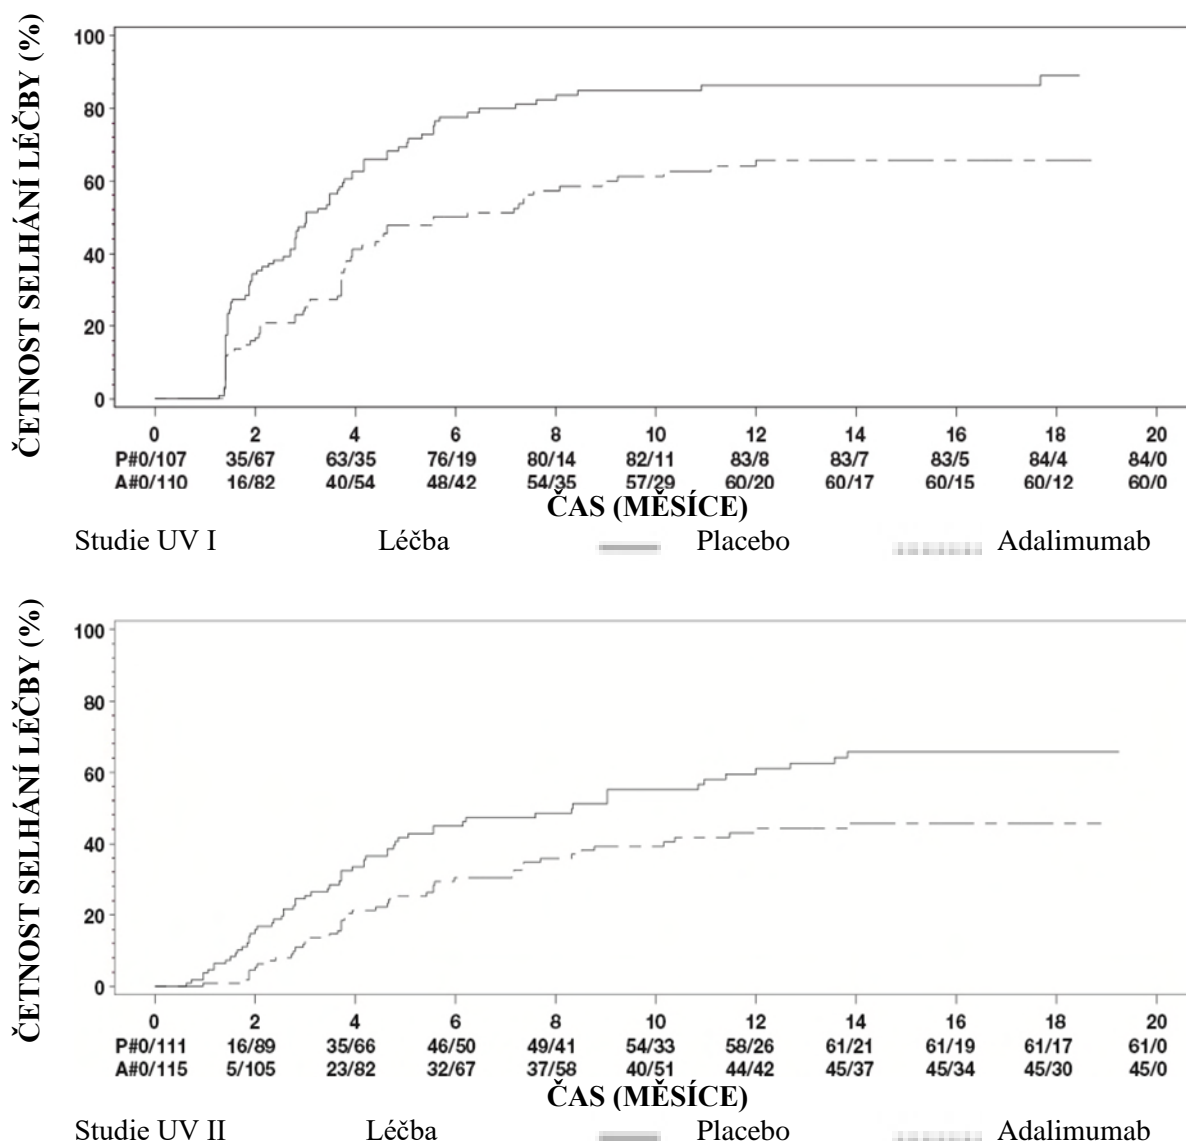 ČETNOST SELHÁNÍ LÉČBY (%)
100
80
60
40
20
0
0 2 4 6 8 10 12 14 16 18 20
P#0/107 35/67 63/35 76/19 80/14 82/11 83/8 83/7 83/5 84/4 84/0
A#0/110 16/82 40/54 48/42 54/35 57/29 60/20 60/17 60/15 60/12 60/0
ČAS (MĚSÍCE)
Studie UV I Léčba Placebo Adalimumab
ČETNOST SELHÁNÍ LÉČBY (%)
100
80
60
40
20
0
0 2 4 6 8 10 12 14 16 18 20
P#0/111 16/89 35/66 46/50 49/41 54/33 58/26 61/21 61/19 61/17 61/0
A#0/115 5/105 23/82 32/67 37/58 40/51 44/42 45/37 45/34 45/30 45/0
ČAS (MĚSÍCE)
Studie UV II Léčba Placebo Adalimumab